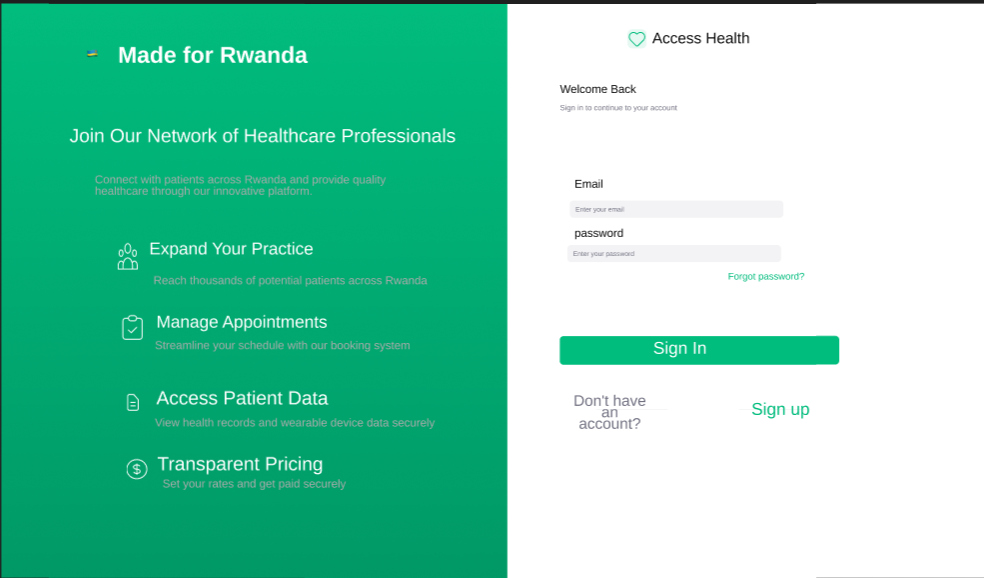 Made for Rwanda
Join Our Network of Healthcare Professionals
Connect with patients across Rwanda and provide quality
healthcare through our innovative platform.
Expand Your Practice
Reach thousands of potential patients across Rwanda
Manage Appointments
Streamline your schedule with our booking system
Access Patient Data
View health records and wearable device data securely
Transparent Pricing
Set your rates and get paid securely
Access Health
Welcome Back
Sign in to continue to your account
Email
Enter your email
password
Enter your password
Forgot password?
Sign In
Don't have
an
account?
Sign up